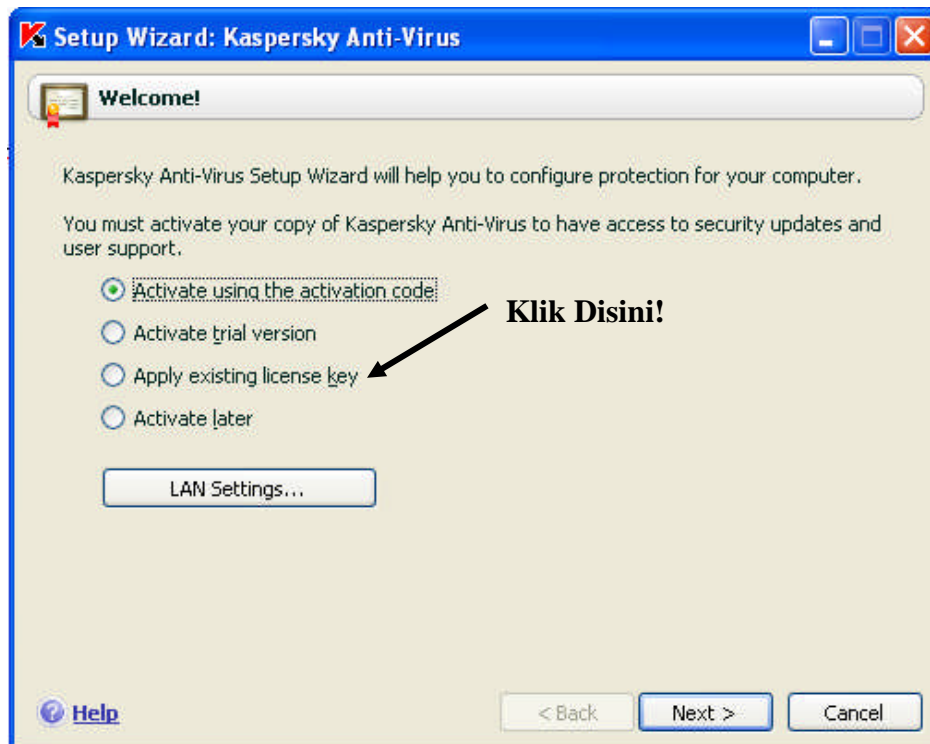 Setup Wizard: Kaspersky Anti-Virus
Welcome!
Kaspersky Anti-Virus Setup Wizard will help you to configure protection for your computer.
You must activate your copy of Kaspersky Anti-Virus to have access to security updates and
user support.
Activate using the activation code
Klik Disini!
Activate trial version
Apply existing license key
Activate later
LAN Settings...
Help
< Back
Next >
Cancel